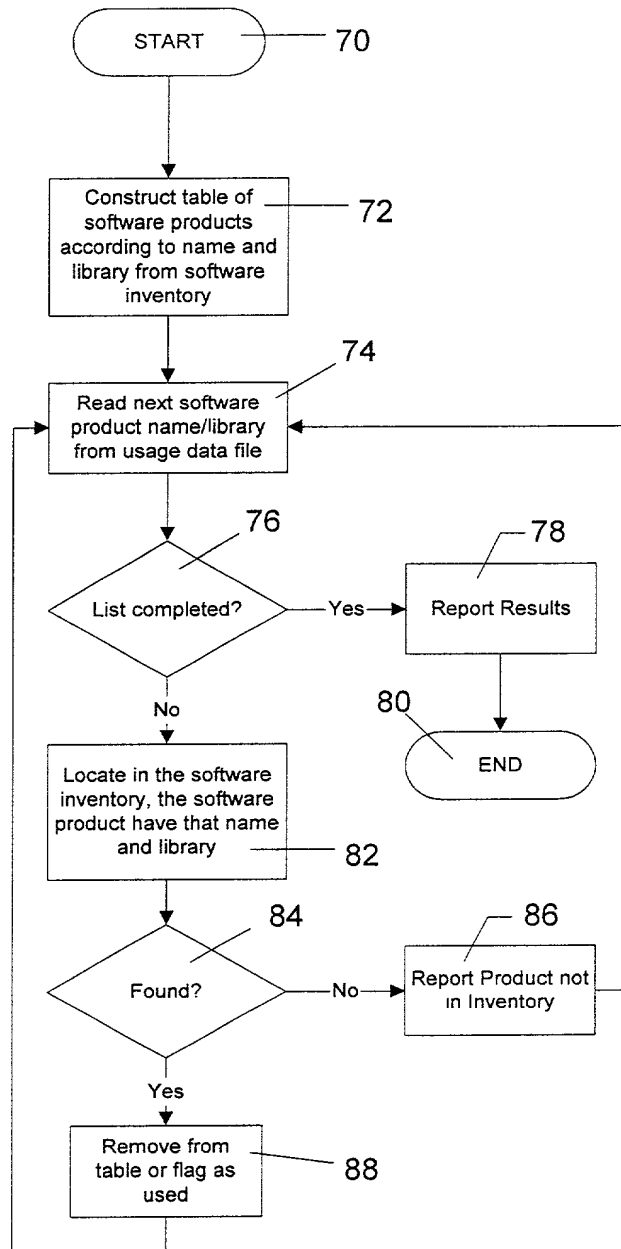 START
70
Construct table of
software products
according to name and
library from software
inventory
72
74
Read next software
product name/library
from usage data file
76
List completed?
Yes
78
Report Results
80
END
No
Locate in the software
inventory, the software
product have that name
and library
82
84
Found?
No
86
Report Product not
in Inventory
Yes
Remove from
table or flag as
used
88